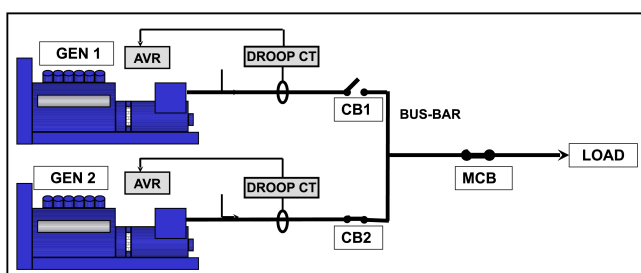 GEN 1
AVR
DROOP CT
CB1
BUS-BAR
GEN 2
AVR
DROOP CT
CB2
MCB
LOAD